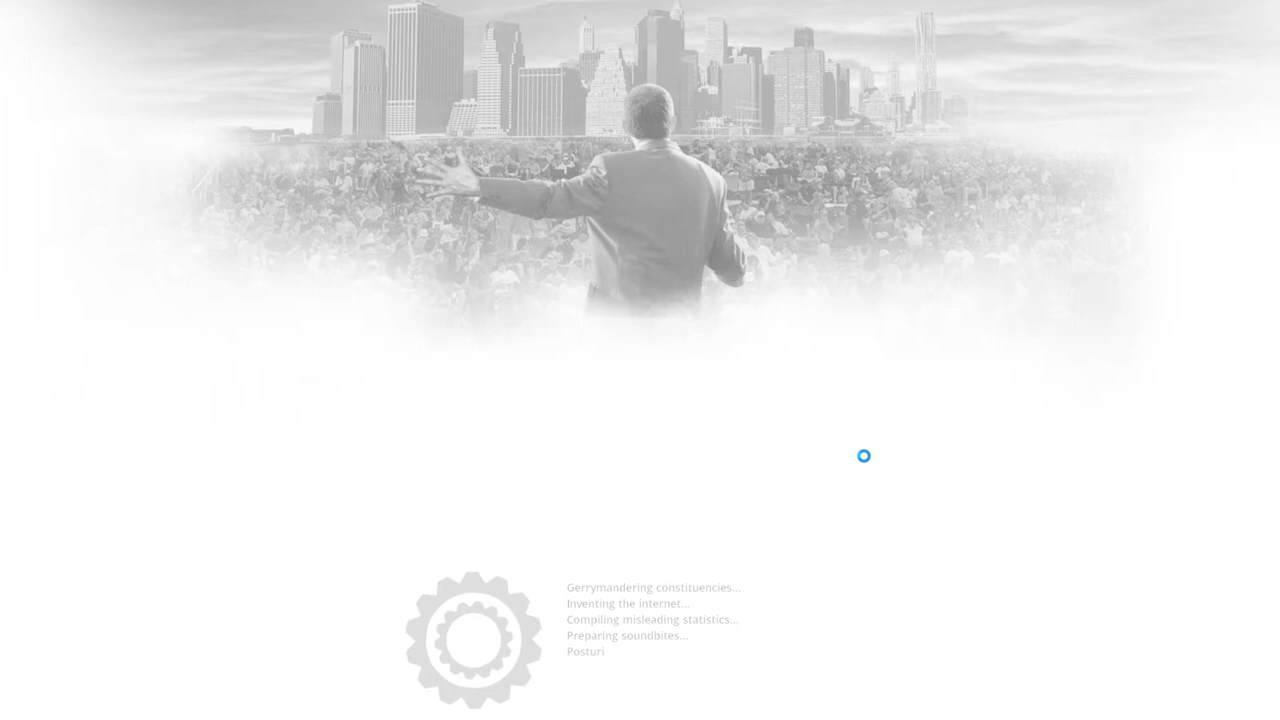 Gerrymandering constituencies...
Inventing the internet...
Compiling misleading statistics...
Preparing soundbites...
Posturi